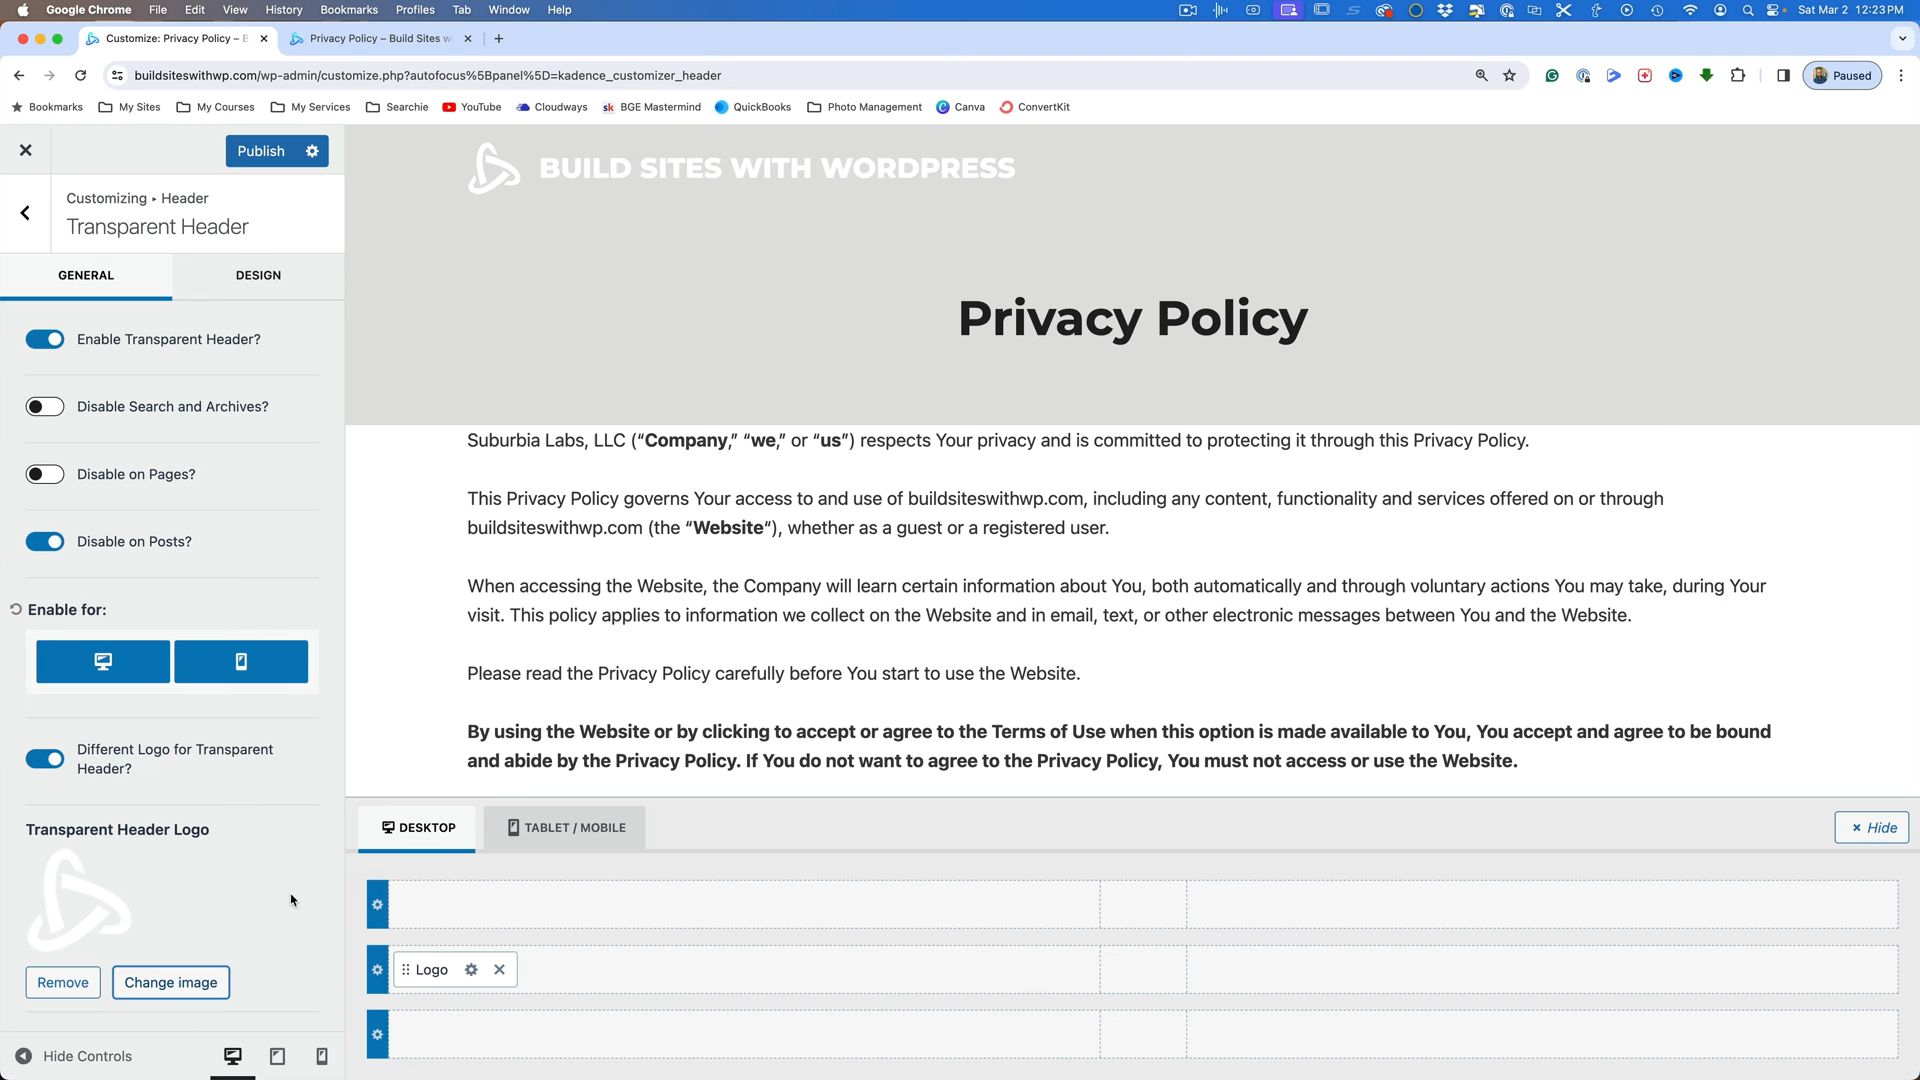 Google Chrome File Edit View History Bookmarks Profiles Tab Window Help Sat Mar 2 12:23 PM
Customize: Privacy Policy – B
Privacy Policy – Build Sites w
buildsiteswithwp.com/wp-admin/customize.php?autofocus%5Bpanel%5D=kadence_customizer_header
Paused
Bookmarks My Sites My Courses My Services Searchie YouTube Cloudways BGE Mastermind QuickBooks Photo Management Canva ConvertKit
Publish
Customizing ▸ Header
Transparent Header
GENERAL DESIGN
Enable Transparent Header?
Disable Search and Archives?
Disable on Pages?
Disable on Posts?
Enable for:
Different Logo for Transparent
Header?
Transparent Header Logo
Remove Change image
Hide Controls
BUILD SITES WITH WORDPRESS
Privacy Policy
Suburbia Labs, LLC (“Company,” “we,” or “us”) respects Your privacy and is committed to protecting it through this Privacy Policy.
This Privacy Policy governs Your access to and use of buildsiteswithwp.com, including any content, functionality and services offered on or through
buildsiteswithwp.com (the “Website“), whether as a guest or a registered user.
When accessing the Website, the Company will learn certain information about You, both automatically and through voluntary actions You may take, during Your
visit. This policy applies to information we collect on the Website and in email, text, or other electronic messages between You and the Website.
Please read the Privacy Policy carefully before You start to use the Website.
By using the Website or by clicking to accept or agree to the Terms of Use when this option is made available to You, You accept and agree to be bound
and abide by the Privacy Policy. If You do not want to agree to the Privacy Policy, You must not access or use the Website.
DESKTOP TABLET / MOBILE Hide
Logo